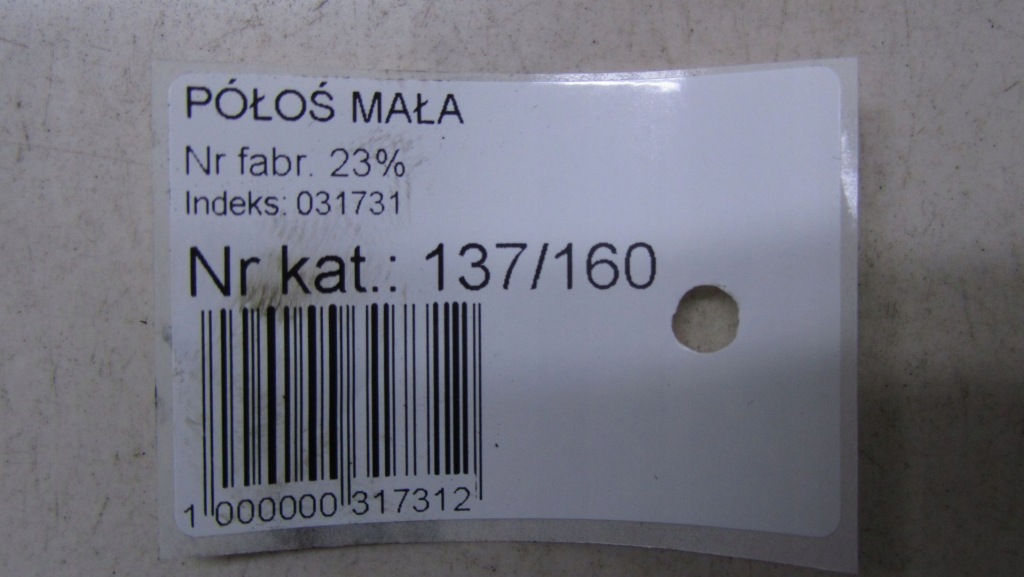 PÓŁOŚ MAŁA
Nr fabr. 23%
Indeks: 031731
Nr kat.: 137/160
1 000000 317312